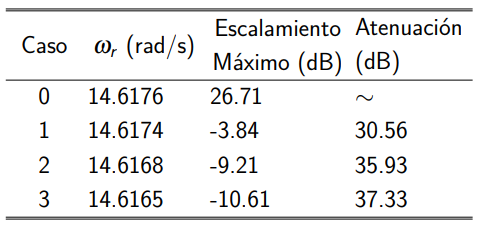 Caso ωr (rad/s) Escalamiento Máximo (dB) Atenuación (dB)
0 14.6176 26.71 ~
1 14.6174 -3.84 30.56
2 14.6168 -9.21 35.93
3 14.6165 -10.61 37.33